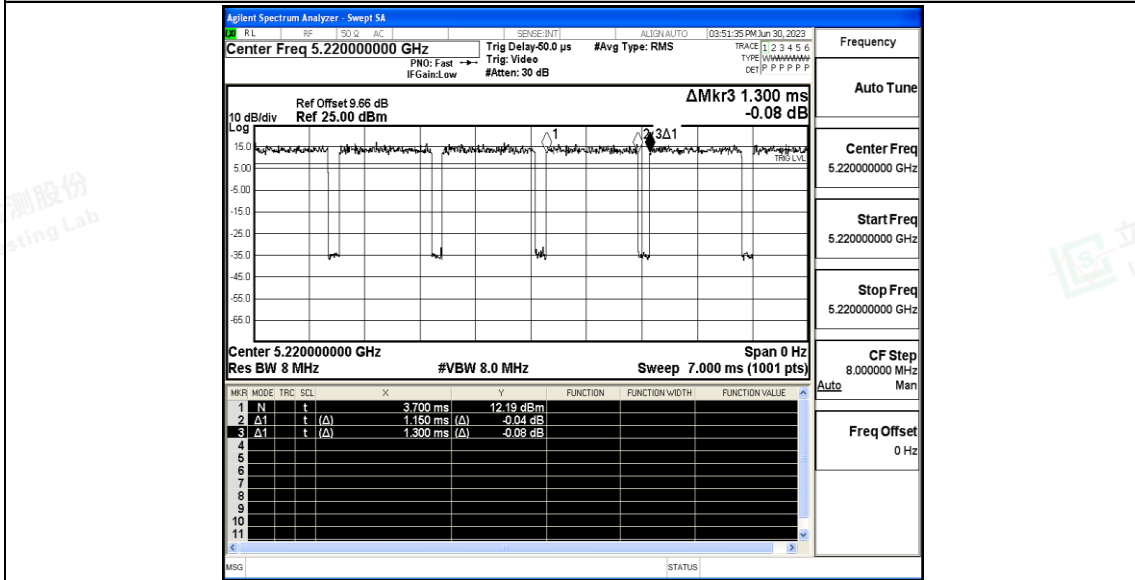 Agilent Spectrum Analyzer - Swept SA
RL RF 50 Ω AC SENSE:INT ALIGN AUTO 03:51:35 PM Jun 30, 2023
Center Freq 5.220000000 GHz
PNO: Fast
IFGain:Low
Trig Delay-50.0 µs
Trig: Video
#Atten: 30 dB
#Avg Type: RMS
TRACE 1 2 3 4 5 6
TYPE
DET P P P P P P
ΔMkr3 1.300 ms
-0.08 dB
Ref Offset 9.66 dB
10 dB/div Ref 25.00 dBm
Log
1
2 3Δ1
TRIG LVL
15.0
5.00
-5.00
-15.0
-25.0
-35.0
-45.0
-55.0
-65.0
Center 5.220000000 GHz Span 0 Hz
Res BW 8 MHz #VBW 8.0 MHz Sweep 7.000 ms (1001 pts)
MKR MODE TRC SCL X Y FUNCTION FUNCTION WIDTH FUNCTION VALUE
1 N t 3.700 ms 12.19 dBm
2 Δ1 t (Δ) 1.150 ms (Δ) -0.04 dB
3 Δ1 t (Δ) 1.300 ms (Δ) -0.08 dB
4
5
6
7
8
9
10
11
MSG STATUS
Frequency
Auto Tune
Center Freq
5.220000000 GHz
Start Freq
5.220000000 GHz
Stop Freq
5.220000000 GHz
CF Step
8.000000 MHz
Auto Man
Freq Offset
0 Hz
测股份
sting Lab
LCS
立